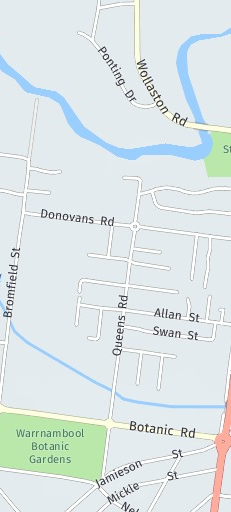 Ponting Dr
Wollaston Rd
St
Donovans Rd
Bromfield St
Queens Rd
Allan St
Swan St
Botanic Rd
Warrnambool
Botanic
Gardens
Jamieson St
Mickle St